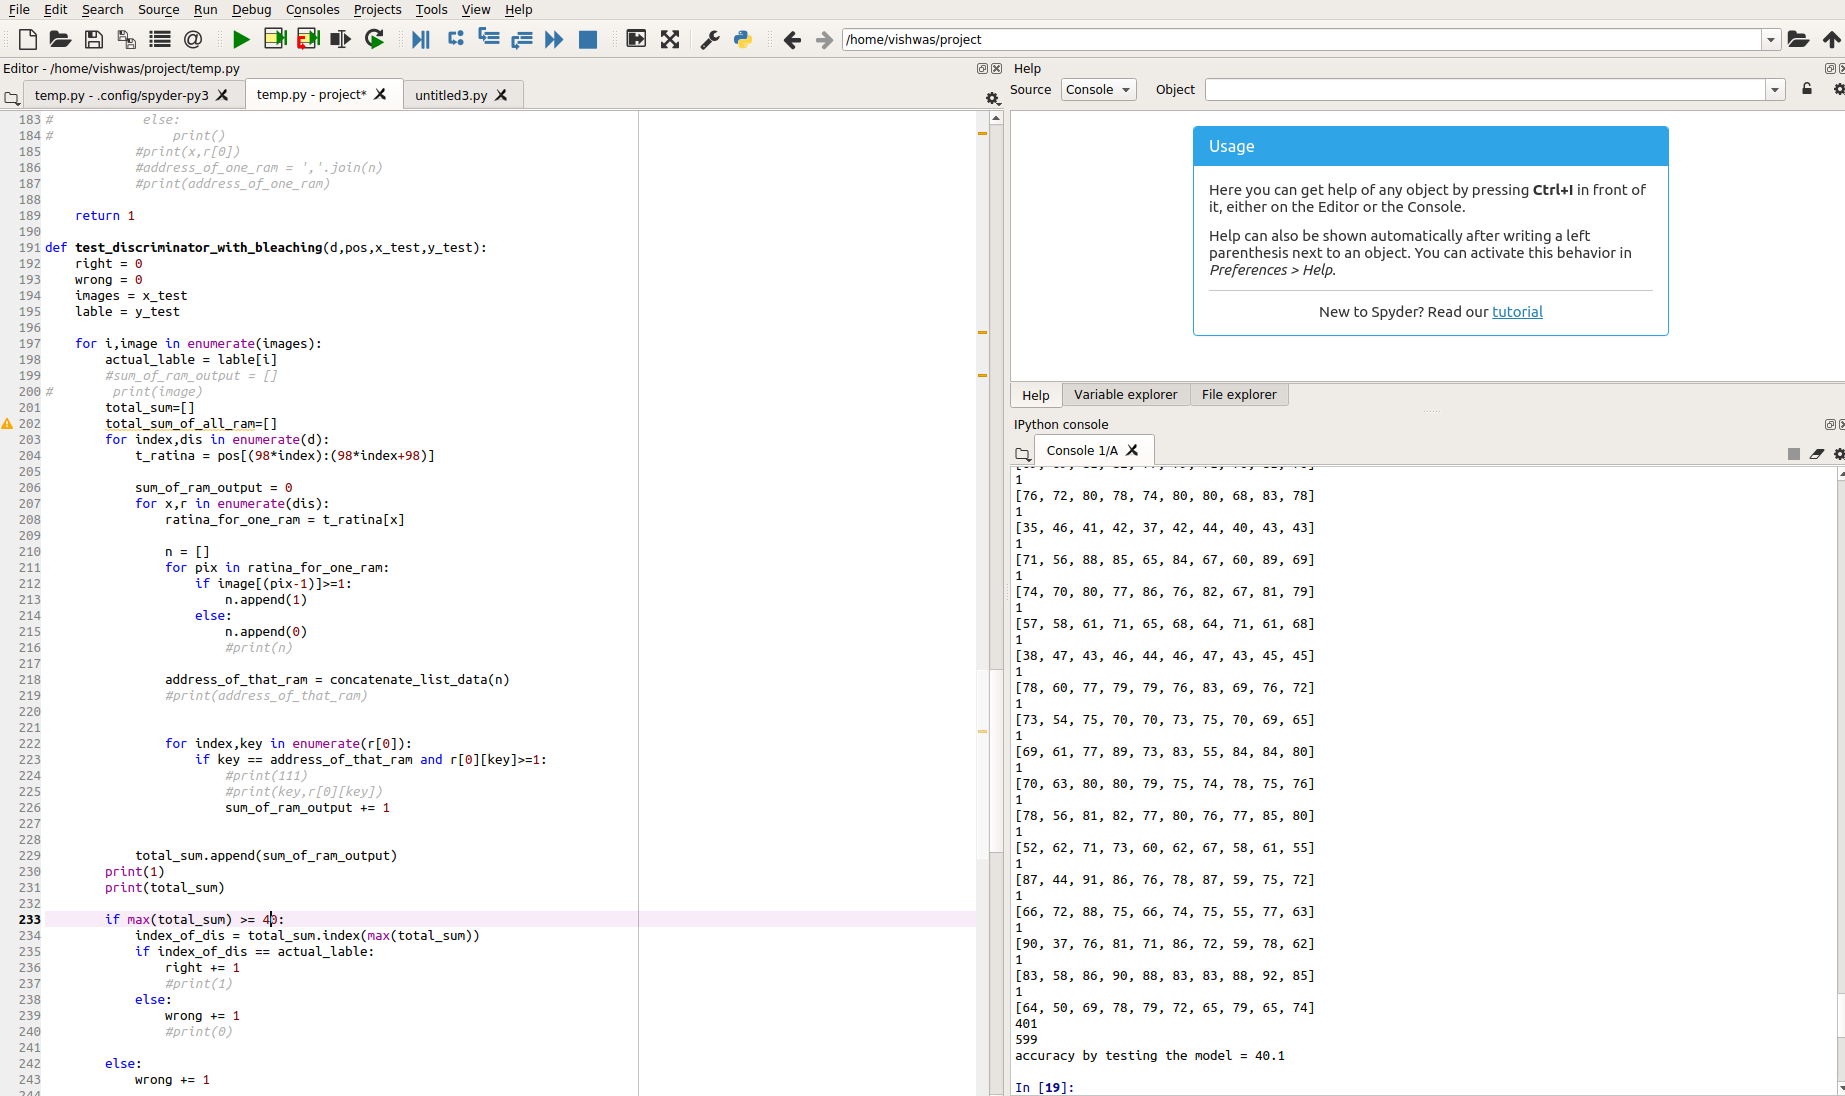 File Edit Search Source Run Debug Consoles Projects Tools View Help
/home/vishwas/project
Editor - /home/vishwas/project/temp.py
temp.py - .config/spyder-py3
temp.py - project*
untitled3.py
183 #            else:
184 #                print()
185             #print(x,r[0])
186             #address_of_one_ram = ','.join(n)
187             #print(address_of_one_ram)
188
189     return 1
190
191 def test_discriminator_with_bleaching(d,pos,x_test,y_test):
192     right = 0
193     wrong = 0
194     images = x_test
195     lable = y_test
196
197     for i,image in enumerate(images):
198         actual_lable = lable[i]
199         #sum_of_ram_output = []
200 #        print(image)
201         total_sum=[]
202         total_sum_of_all_ram=[]
203         for index,dis in enumerate(d):
204             t_ratina = pos[(98*index):(98*index+98)]
205
206             sum_of_ram_output = 0
207             for x,r in enumerate(dis):
208                 ratina_for_one_ram = t_ratina[x]
209
210                 n = []
211                 for pix in ratina_for_one_ram:
212                     if image[(pix-1)]>=1:
213                         n.append(1)
214                     else:
215                         n.append(0)
216                         #print(n)
217
218                 address_of_that_ram = concatenate_list_data(n)
219                 #print(address_of_that_ram)
220
221
222                 for index,key in enumerate(r[0]):
223                     if key == address_of_that_ram and r[0][key]>=1:
224                         #print(111)
225                         #print(key,r[0][key])
226                         sum_of_ram_output += 1
227
228
229             total_sum.append(sum_of_ram_output)
230         print(1)
231         print(total_sum)
232
233         if max(total_sum) >= 40:
234             index_of_dis = total_sum.index(max(total_sum))
235             if index_of_dis == actual_lable:
236                 right += 1
237                 #print(1)
238             else:
239                 wrong += 1
240                 #print(0)
241
242         else:
243             wrong += 1
Help
Source Console Object
Usage
Here you can get help of any object by pressing Ctrl+I in front of
it, either on the Editor or the Console.
Help can also be shown automatically after writing a left
parenthesis next to an object. You can activate this behavior in
Preferences > Help.
New to Spyder? Read our tutorial
Help Variable explorer File explorer
IPython console
Console 1/A
1
[76, 72, 80, 78, 74, 80, 80, 68, 83, 78]
1
[35, 46, 41, 42, 37, 42, 44, 40, 43, 43]
1
[71, 56, 88, 85, 65, 84, 67, 60, 89, 69]
1
[74, 70, 80, 77, 86, 76, 82, 67, 81, 79]
1
[57, 58, 61, 71, 65, 68, 64, 71, 61, 68]
1
[38, 47, 43, 46, 44, 46, 47, 43, 45, 45]
1
[78, 60, 77, 79, 79, 76, 83, 69, 76, 72]
1
[73, 54, 75, 70, 70, 73, 75, 70, 69, 65]
1
[69, 61, 77, 89, 73, 83, 55, 84, 84, 80]
1
[70, 63, 80, 80, 79, 75, 74, 78, 75, 76]
1
[78, 56, 81, 82, 77, 80, 76, 77, 85, 80]
1
[52, 62, 71, 73, 60, 62, 67, 58, 61, 55]
1
[87, 44, 91, 86, 76, 78, 87, 59, 75, 72]
1
[66, 72, 88, 75, 66, 74, 75, 55, 77, 63]
1
[90, 37, 76, 81, 71, 86, 72, 59, 78, 62]
1
[83, 58, 86, 90, 88, 83, 83, 88, 92, 85]
1
[64, 50, 69, 78, 79, 72, 65, 79, 65, 74]
401
599
accuracy by testing the model = 40.1
In [19]: